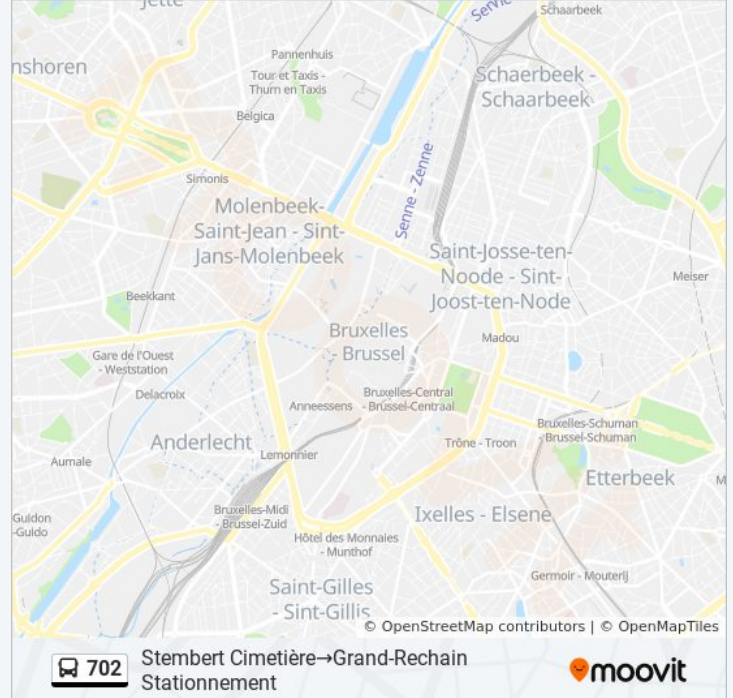 Jette
Servi
Schaarbeek
Pannenhuis
nshoren
Tour et Taxis -
Thurn en Taxis
Schaerbeek -
Schaarbeek
Belgica
Senne - Zenne
Simonis
Molenbeek-
Saint-Jean - Sint-
Jans-Molenbeek
Saint-Josse-ten-
Noode - Sint-
Joost-ten-Node
Meiser
Beekkant
Bruxelles
- Brussel
Madou
Gare de l'Ouest
- Weststation
Delacroix
Bruxelles-Central
- Brussel-Centraal
Anneessens
Bruxelles-Schuman
- Brussel-Schuman
Anderlecht
Trône - Troon
Lemonnier
Aumale
Etterbeek
M
Bruxelles-Midi
- Brussel-Zuid
Guidon
-Guido
Ixelles - Elsene
Hôtel des Monnaies
- Munthof
Germoir - Mouterij
Saint-Gilles
- Sint-Gillis
© OpenStreetMap contributors | © OpenMapTiles
702
Stembert Cimetière→Grand-Rechain
Stationnement
moovit